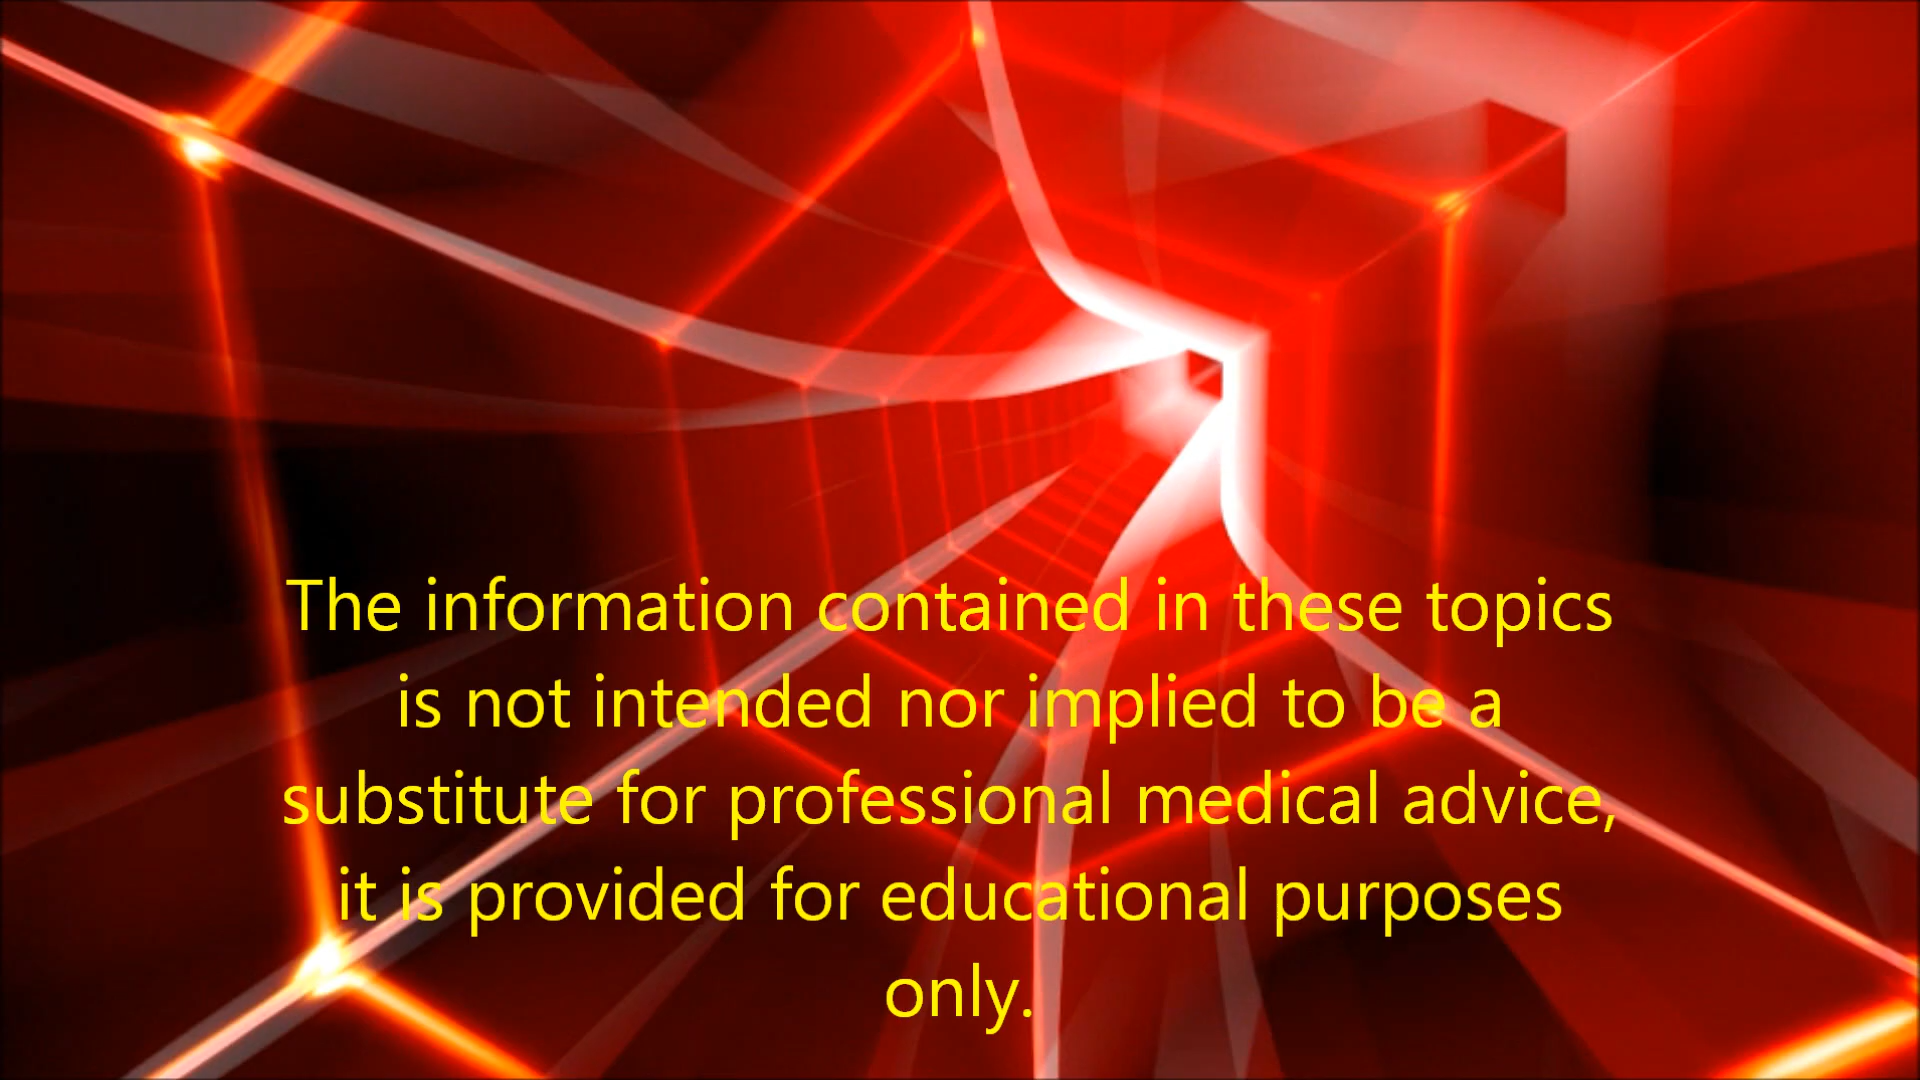 The information contained in these topics
is not intended nor implied to be a
substitute for professional medical advice,
it is provided for educational purposes
only.